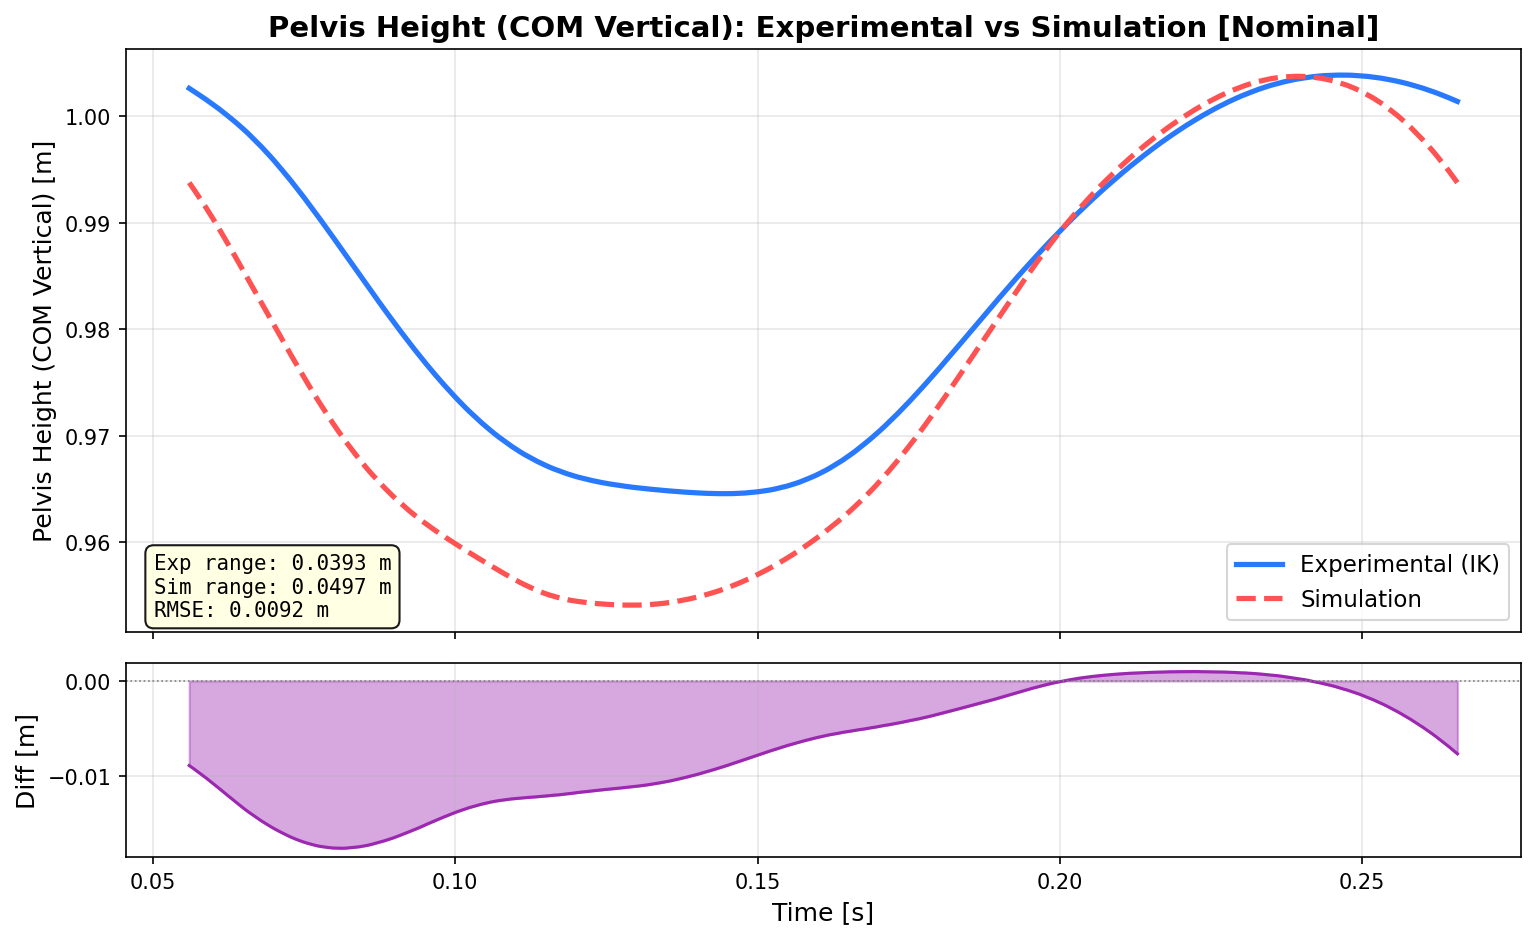 Pelvis Height (COM Vertical): Experimental vs Simulation [Nominal]
Pelvis Height (COM Vertical) [m]
1.00
0.99
0.98
0.97
0.96
Exp range: 0.0393 m
Sim range: 0.0497 m
RMSE: 0.0092 m
Experimental (IK)
Simulation
Diff [m]
0.00
−0.01
0.05 0.10 0.15 0.20 0.25
Time [s]